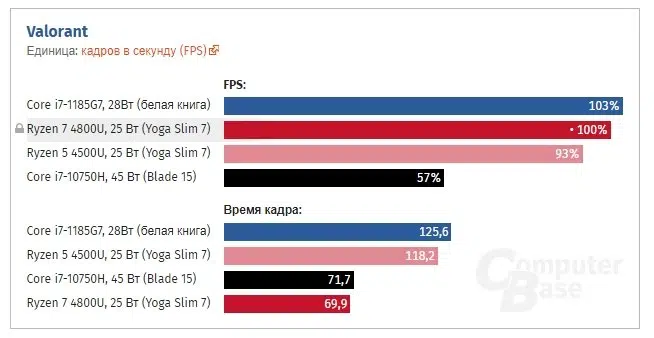 Valorant
Единица: кадров в секунду (FPS)
FPS:
Core i7-1185G7, 28Вт (белая книга) 103%
Ryzen 7 4800U, 25 Вт (Yoga Slim 7) • 100%
Ryzen 5 4500U, 25 Вт (Yoga Slim 7) 93%
Core i7-10750H, 45 Вт (Blade 15) 57%
Время кадра:
Core i7-1185G7, 28Вт (белая книга) 125,6
Ryzen 5 4500U, 25 Вт (Yoga Slim 7) 118,2
Core i7-10750H, 45 Вт (Blade 15) 71,7
Ryzen 7 4800U, 25 Вт (Yoga Slim 7) 69,9
Computer
Base